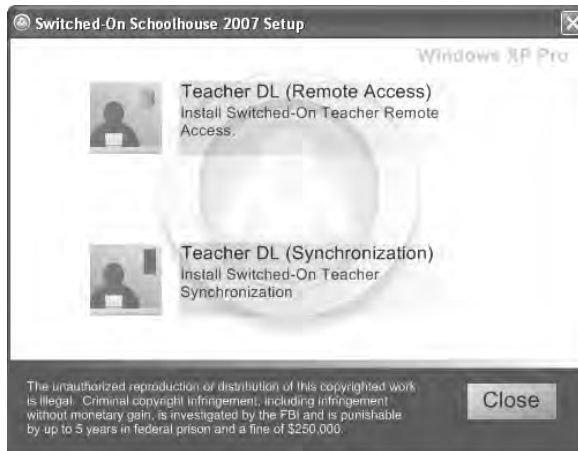 Switched-On Schoolhouse 2007 Setup
Windows XP Pro
Teacher DL (Remote Access)
Install Switched-On Teacher Remote
Access.
Teacher DL (Synchronization)
Install Switched-On Teacher
Synchronization
The unauthorized reproduction or distribution of this copyrighted work
is illegal. Criminal copyright infringement, including infringement
without monetary gain, is investigated by the FBI and is punishable
by up to 5 years in federal prison and a fine of $250,000.
Close